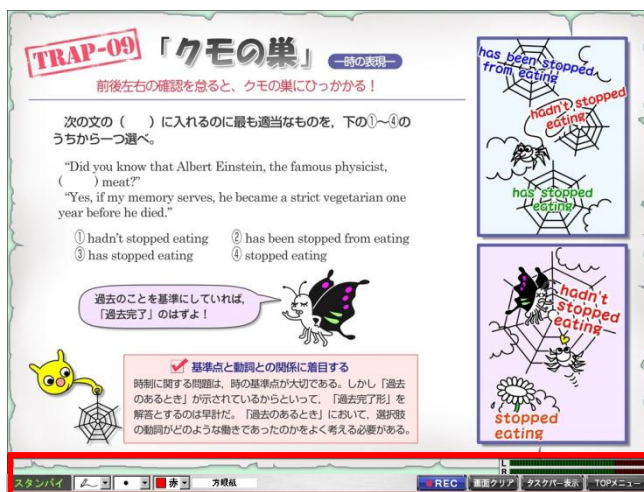 TRAP-09 「クモの巣」 ―時の表現―
前後左右の確認を怠ると、クモの巣にひっかかる！
次の文の（　　）に入れるのに最も適当なものを，下の①〜④の
うちから一つ選べ。
“Did you know that Albert Einstein, the famous physicist,
(　　) meat?”
“Yes, if my memory serves, he became a strict vegetarian one
year before he died.”
① hadn't stopped eating　② has been stopped from eating
③ has stopped eating　④ stopped eating
過去のことを基準にしていれば，
「過去完了」のはずよ！
基準点と動詞との関係に着目する
時制に関する問題は，時の基準点が大切である。しかし「過去
のあるとき」が示されているからといって，「過去完了形」を
解答とするのは早計だ。「過去のあるとき」において，選択肢
の動詞がどのような働きであったのかをよく考える必要がある。
has been stopped
from eating
hadn't stopped
eating
has stopped
eating
hadn't
stopped
eating
stopped
eating
L
R
スタンバイ　赤　方眼紙　REC　画面クリア　タスクバー表示　TOPメニュー